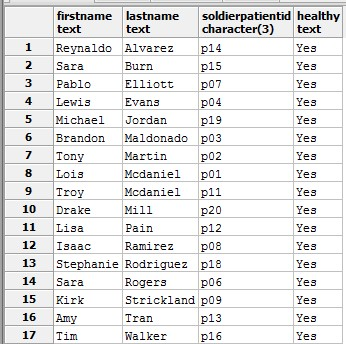 firstname lastname soldierpatientid healthy
text text character(3) text
1 Reynaldo Alvarez p14 Yes
2 Sara Burn p15 Yes
3 Pablo Elliott p07 Yes
4 Lewis Evans p04 Yes
5 Michael Jordan p19 Yes
6 Brandon Maldonado p03 Yes
7 Tony Martin p02 Yes
8 Lois Mcdaniel p01 Yes
9 Troy Mcdaniel p11 Yes
10 Drake Mill p20 Yes
11 Lisa Pain p12 Yes
12 Isaac Ramirez p08 Yes
13 Stephanie Rodriguez p18 Yes
14 Sara Rogers p06 Yes
15 Kirk Strickland p09 Yes
16 Amy Tran p13 Yes
17 Tim Walker p16 Yes